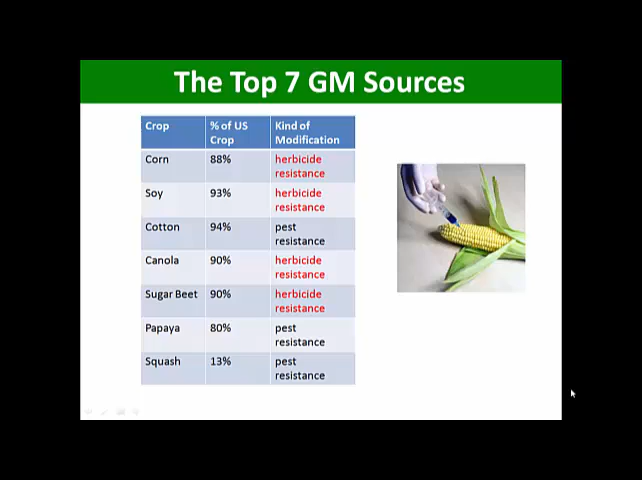 The Top 7 GM Sources
Crop % of US Crop Kind of Modification
Corn 88% herbicide resistance
Soy 93% herbicide resistance
Cotton 94% pest resistance
Canola 90% herbicide resistance
Sugar Beet 90% herbicide resistance
Papaya 80% pest resistance
Squash 13% pest resistance